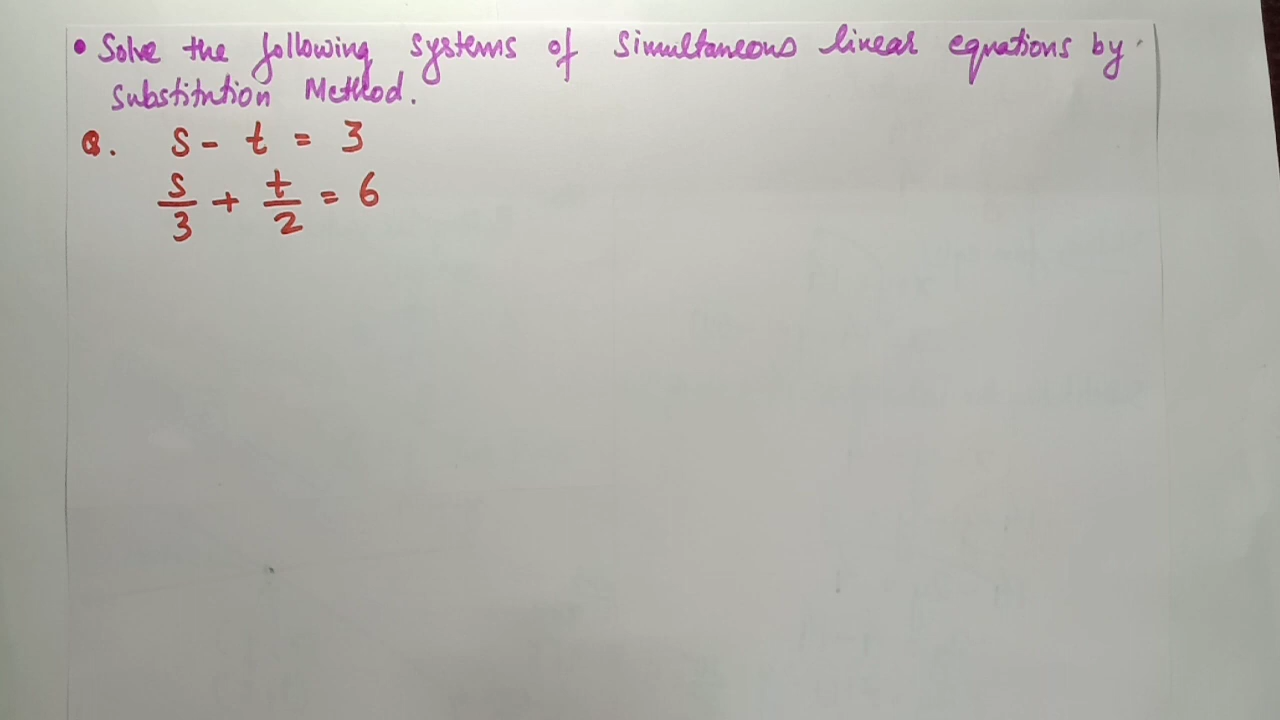 • Solve the following systems of simultaneous linear equations by
substitution Method.
Q. s - t = 3
s/3 + t/2 = 6